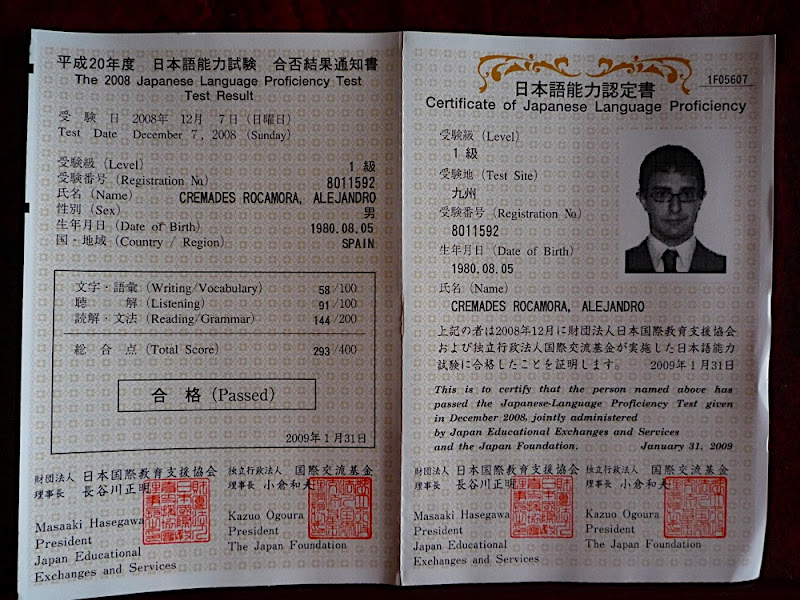 平成20年度 日本語能力試験 合否結果通知書
The 2008 Japanese Language Proficiency Test
Test Result
受 験 日 2008年 12月 7日 (日曜日)
Test Date December 7, 2008 (Sunday)
受験級 (Level) 1 級
受験番号 (Registration №) 8011592
氏名 (Name) CREMADES ROCAMORA, ALEJANDRO
性別 (Sex) 男
生年月日 (Date of Birth) 1980.08.05
国・地域 (Country / Region) SPAIN
文字・語彙 (Writing/Vocabulary) 58/100
聴 解 (Listening) 91/100
読解・文法 (Reading/Grammar) 144/200
総 合 点 (Total Score) 293/400
合 格 (Passed)
2009年 1月31日
財団法人 日本国際教育支援協会
理事長 長谷川正明
Masaaki Hasegawa
President
Japan Educational
Exchanges and Services
独立行政法人 国際交流基金
理事長 小倉和夫
Kazuo Ogoura
President
The Japan Foundation
1F05607
日本語能力認定書
Certificate of Japanese Language Proficiency
受験級 (Level)
1 級
受験地 (Test Site)
九州
受験番号 (Registration №)
8011592
生年月日 (Date of Birth)
1980.08.05
氏名 (Name)
CREMADES ROCAMORA, ALEJANDRO
上記の者は2008年12月に財団法人日本国際教育支援協会
および独立行政法人国際交流基金が実施した日本語能力
試験に合格したことを証明します。 2009年 1月31日
This is to certify that the person named above has
passed the Japanese-Language Proficiency Test given
in December 2008, jointly administered
by Japan Educational Exchanges and Services
and the Japan Foundation. January 31, 2009
財団法人 日本国際教育支援協会
理事長 長谷川正明
Masaaki Hasegawa
President
Japan Educational
Exchanges and Services
独立行政法人 国際交流基金
理事長 小倉和夫
Kazuo Ogoura
President
The Japan Foundation